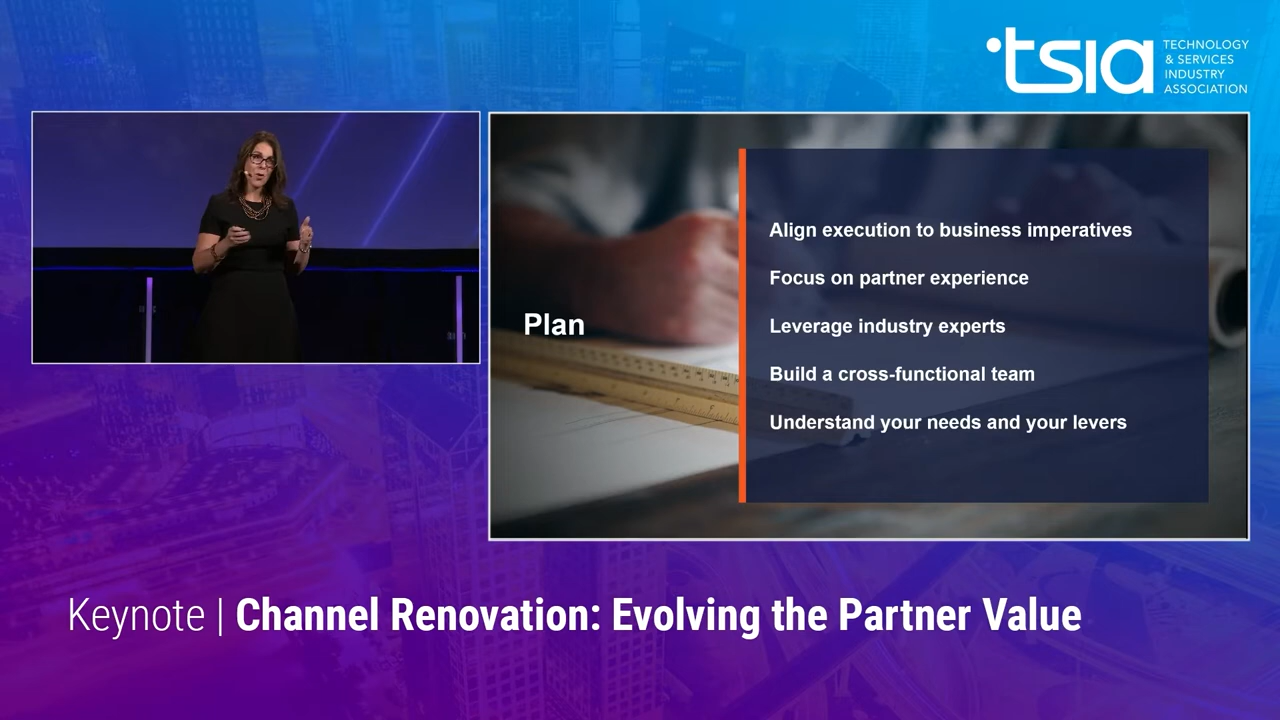 tsia
TECHNOLOGY
& SERVICES
INDUSTRY
ASSOCIATION
Plan
Align execution to business imperatives
Focus on partner experience
Leverage industry experts
Build a cross-functional team
Understand your needs and your levers
Keynote | Channel Renovation: Evolving the Partner Value